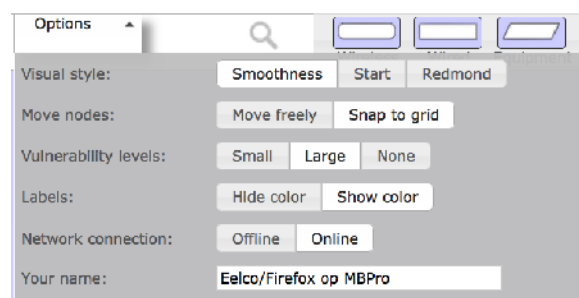 Options
Visual style: Smoothness Start Redmond
Move nodes: Move freely Snap to grid
Vulnerability levels: Small Large None
Labels: Hide color Show color
Network connection: Offline Online
Your name: Eelco/Firefox op MBPro